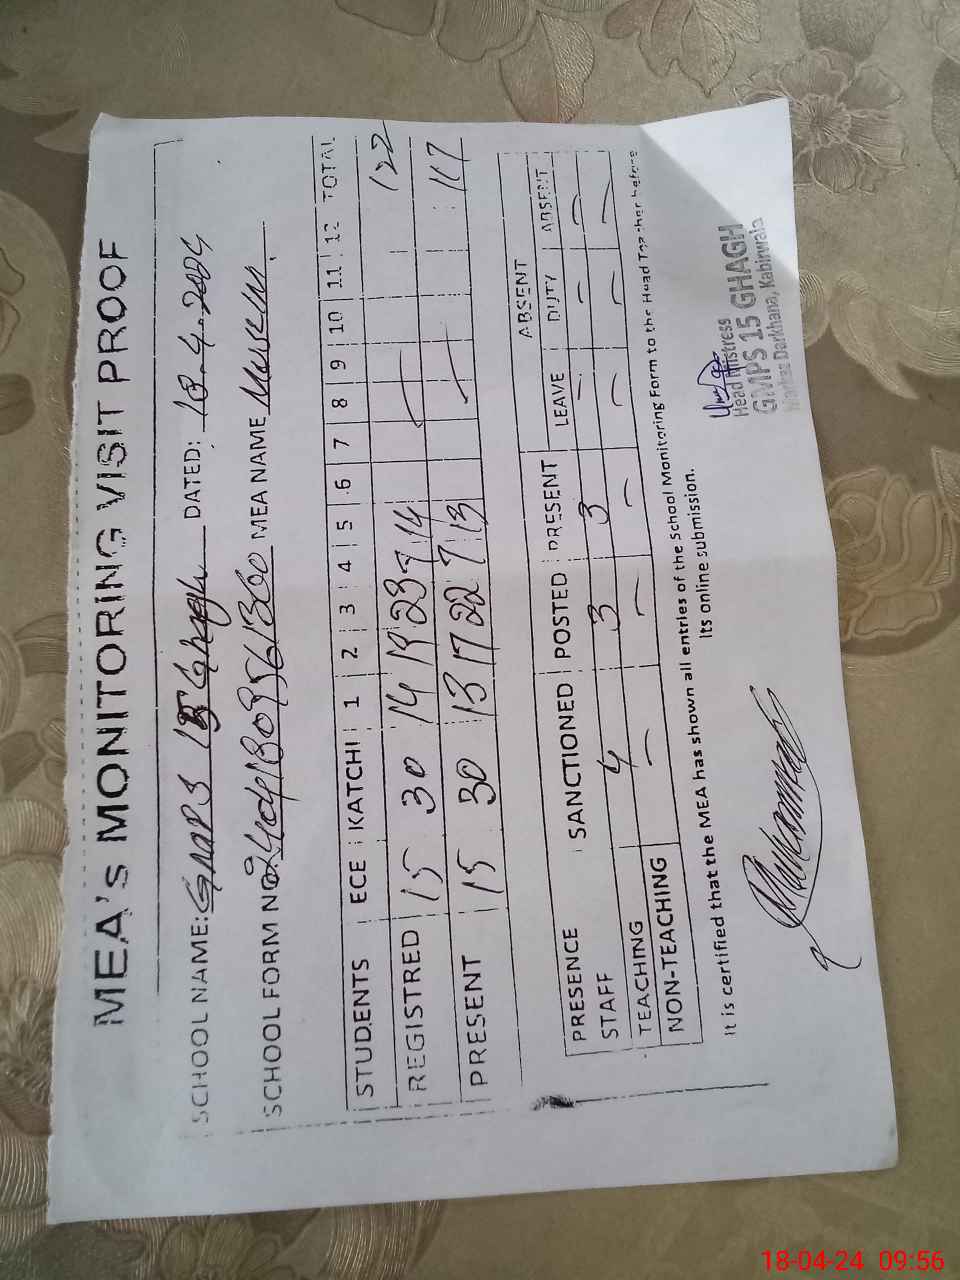 MEA's MONITORING VISIT PROOF
SCHOOL NAME: GMPS 15 Ghagh DATED: 18.4.2024
SCHOOL FORM NO MEA NAME
STUDENTS ECE KATCHI 1 2 3 4 5 6 7 8 9 10 11 12 TOTAL
REGISTRED 15 30 14 19 23 7 14 — 122
PRESENT 15 30 13 17 22 7 13 — 117
ABSENT
PRESENCE SANCTIONED POSTED PRESENT LEAVE DUTY ABSENT
STAFF 4 3 3 - - -
TEACHING - - - - - -
NON-TEACHING
It is certified that the MEA has shown all entries of the School Monitoring Form to the Head Teacher before
its online submission.
Head Mistress
GMPS 15 GHAGH
Markaz Darkhana, Kabirwala
18-04-24 09:56